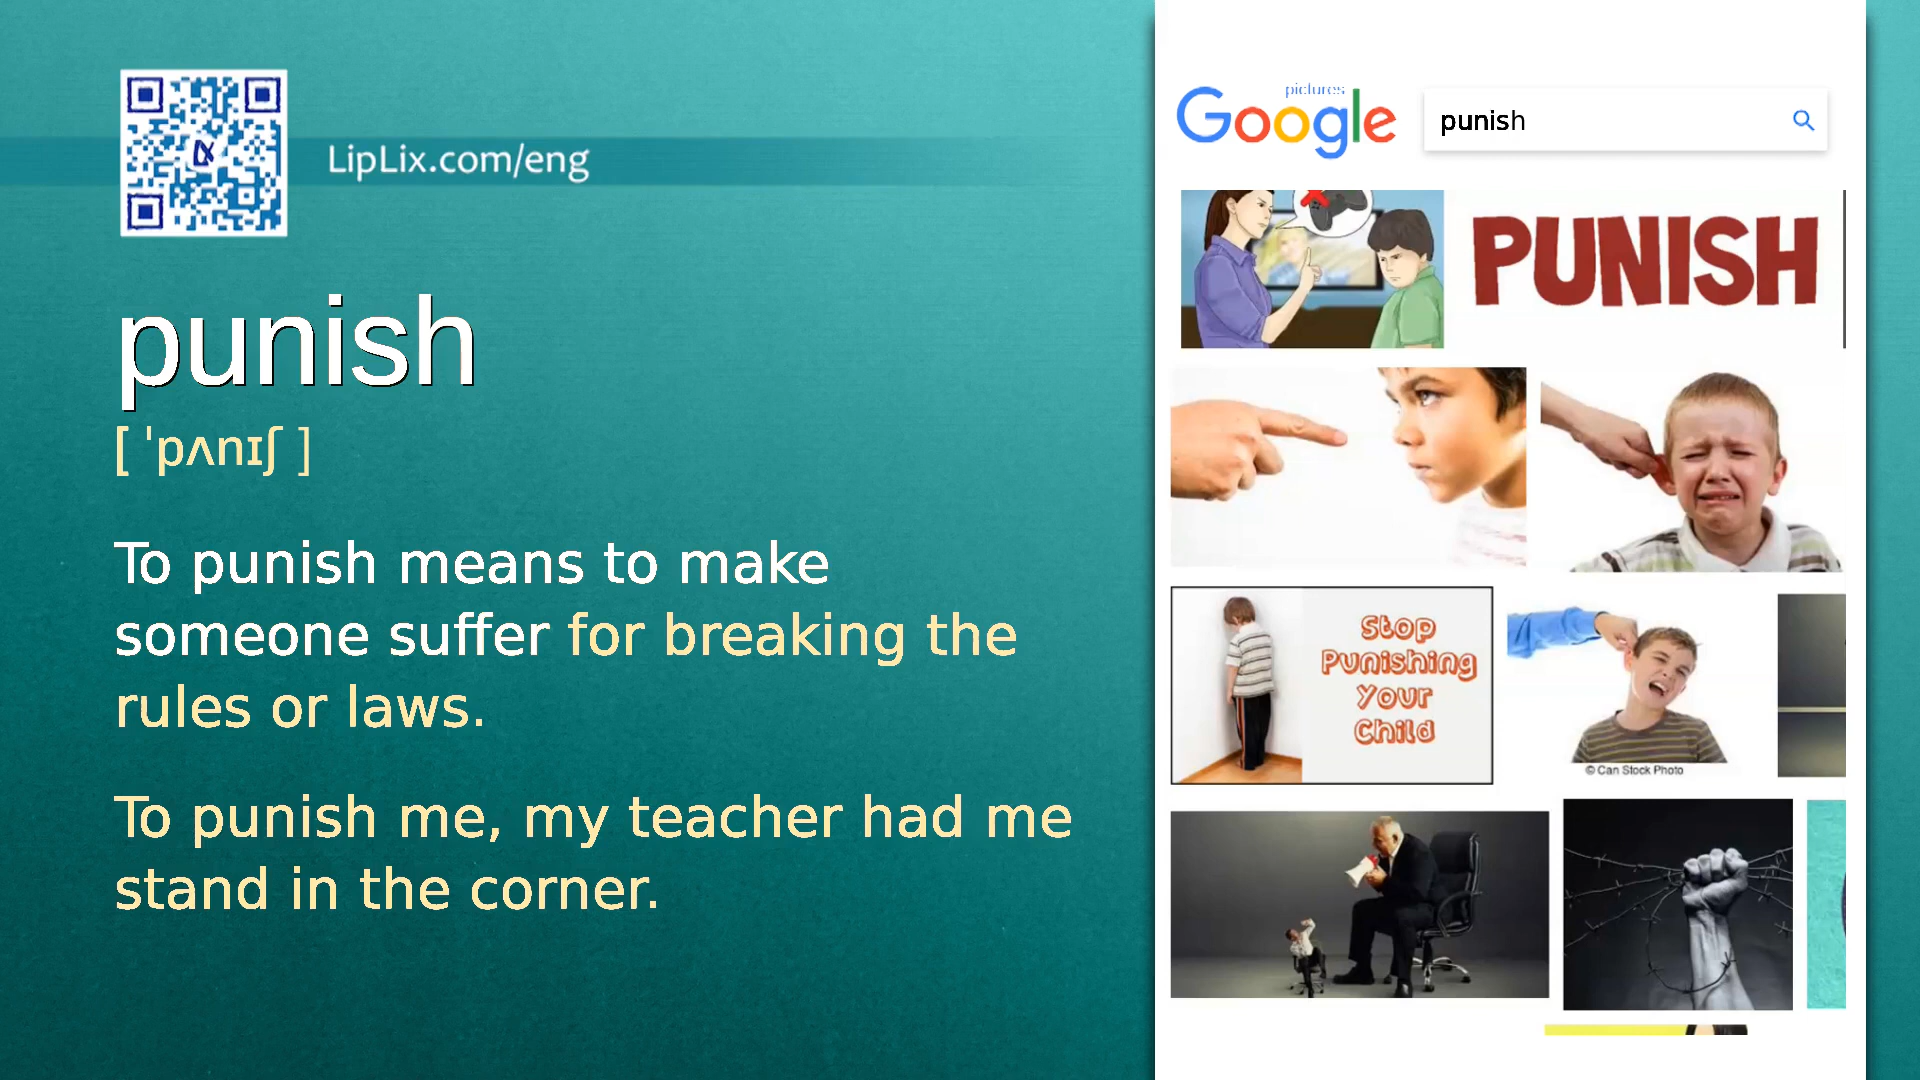 LipLix.com/eng
punish
[ ˈpʌnɪʃ ]
To punish means to make
someone suffer for breaking the
rules or laws.
To punish me, my teacher had me
stand in the corner.
pictures
Google
punish
PUNISH
Stop
Punishing
Your
Child
© Can Stock Photo